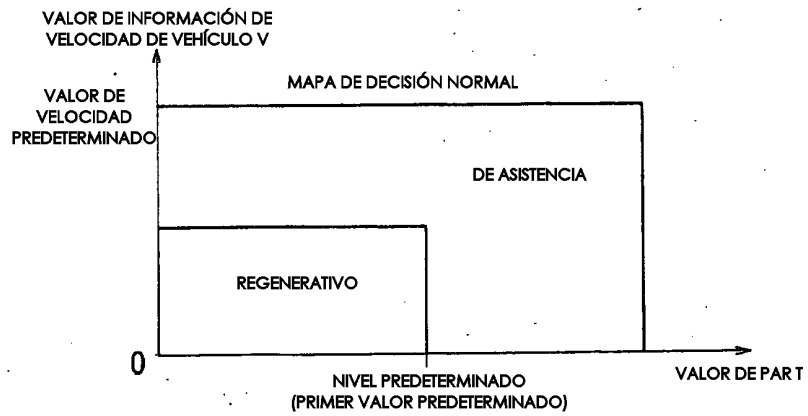 VALOR DE INFORMACIÓN DE
VELOCIDAD DE VEHÍCULO V
MAPA DE DECISIÓN NORMAL
VALOR DE
VELOCIDAD
PREDETERMINADO
DE ASISTENCIA
REGENERATIVO
0
NIVEL PREDETERMINADO
(PRIMER VALOR PREDETERMINADO)
VALOR DE PAR T